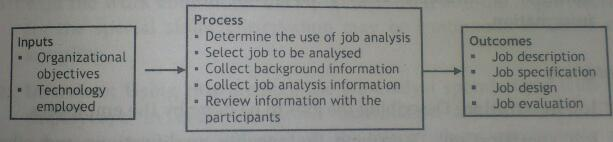 Inputs
▪ Organizational
objectives
▪ Technology
employed
Process
▪ Determine the use of job analysis
▪ Select job to be analysed
▪ Collect background information
▪ Collect job analysis information
▪ Review information with the
participants
Outcomes
▪ Job description
▪ Job specification
▪ Job design
▪ Job evaluation